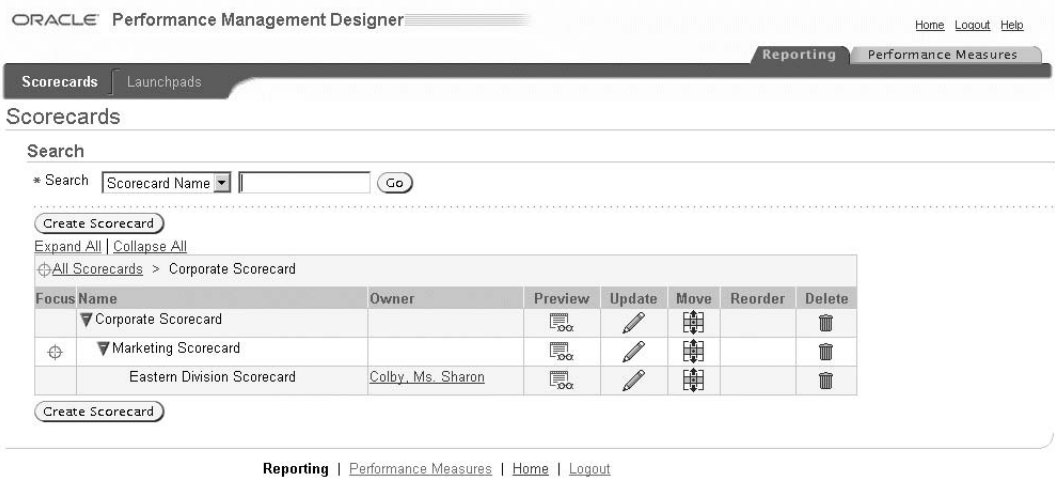 ORACLE Performance Management Designer
Home Logout Help
Reporting Performance Measures
Scorecards Launchpads
Scorecards
Search
* Search Scorecard Name Go
Create Scorecard
Expand All | Collapse All
All Scorecards > Corporate Scorecard
Focus Name Owner Preview Update Move Reorder Delete
Corporate Scorecard
Marketing Scorecard
Eastern Division Scorecard Colby, Ms. Sharon
Create Scorecard
Reporting | Performance Measures | Home | Logout